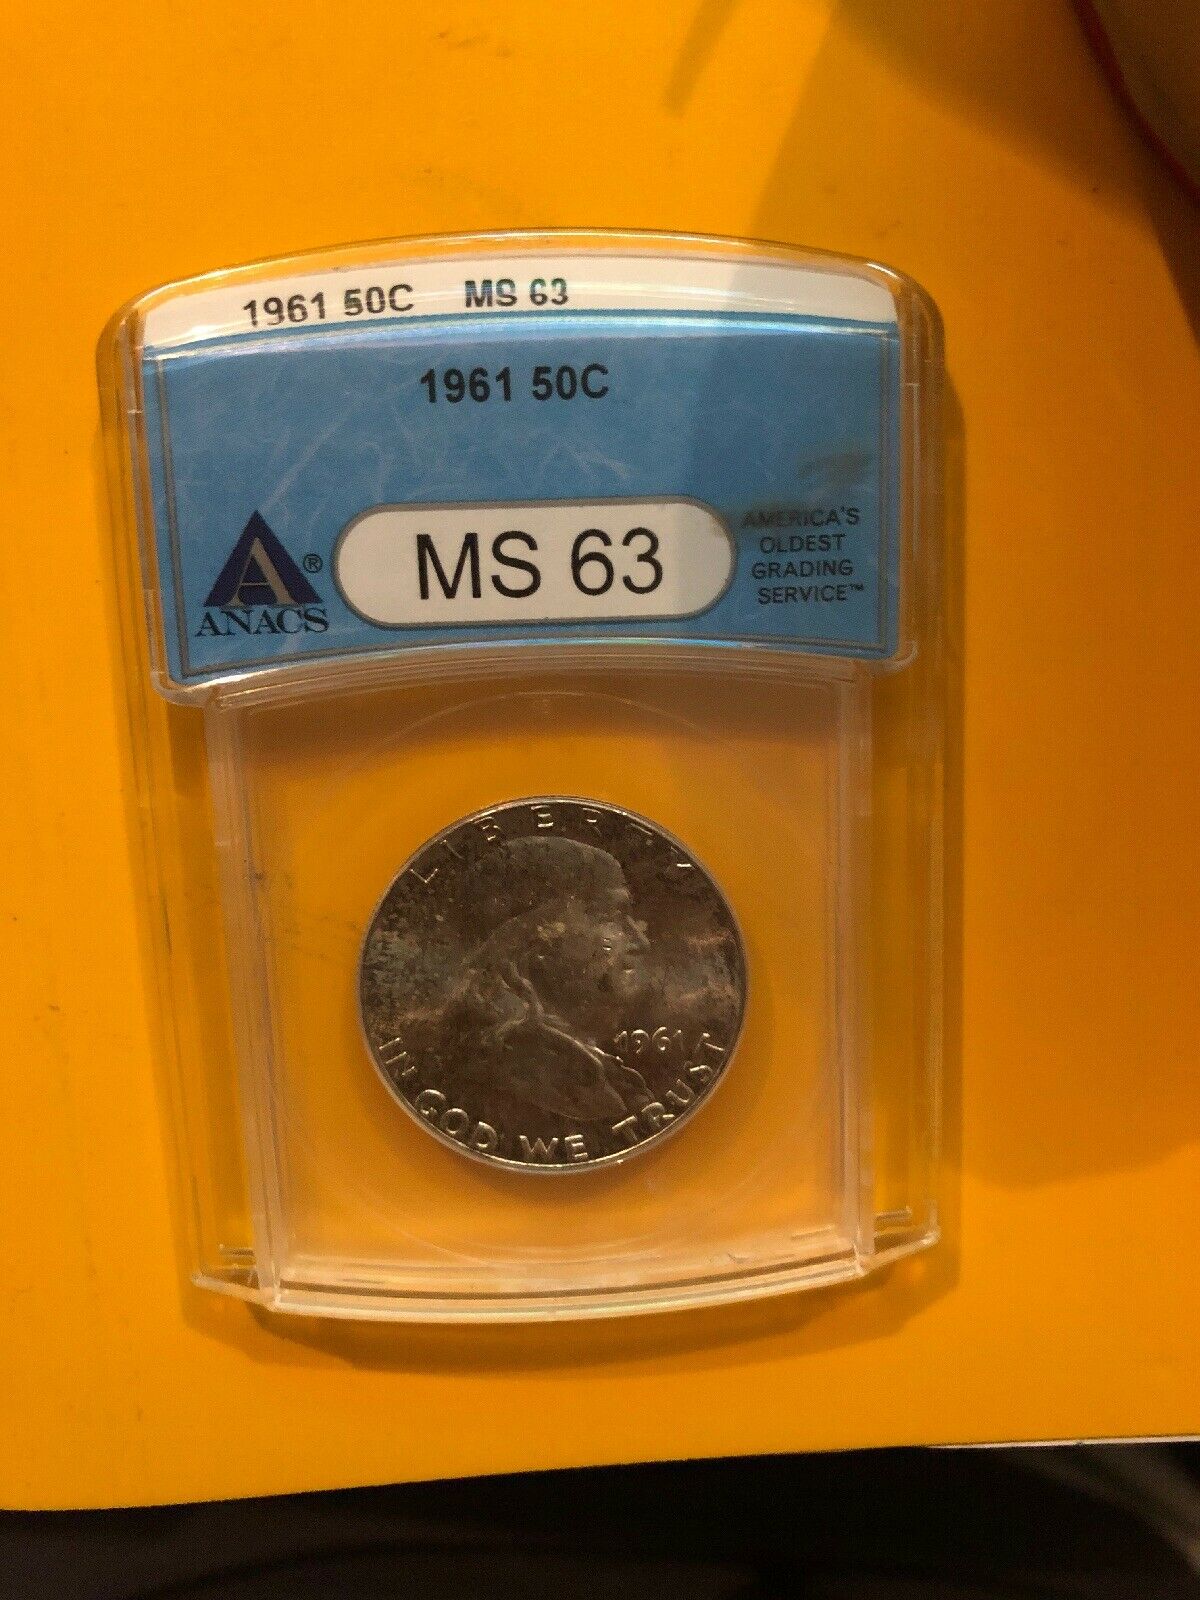 1961 50C MS 63
1961 50C
ANACS®
MS 63
AMERICA'S
OLDEST
GRADING
SERVICE™
LIBERTY
1961
IN GOD WE TRUST